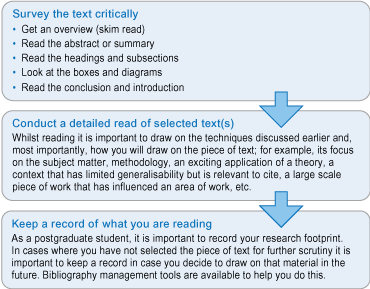 Survey the text critically
• Get an overview (skim read)
• Read the abstract or summary
• Read the headings and subsections
• Look at the boxes and diagrams
• Read the conclusion and introduction
Conduct a detailed read of selected text(s)
Whilst reading it is important to draw on the techniques discussed earlier and,
most importantly, how you will draw on the piece of text; for example, its focus
on the subject matter, methodology, an exciting application of a theory, a
context that has limited generalisability but is relevant to cite, a large scale
piece of work that has influenced an area of work, etc.
Keep a record of what you are reading
As a postgraduate student, it is important to record your research footprint.
In cases where you have not selected the piece of text for further scrutiny it is
important to keep a record in case you decide to draw on that material in the
future. Bibliography management tools are available to help you do this.